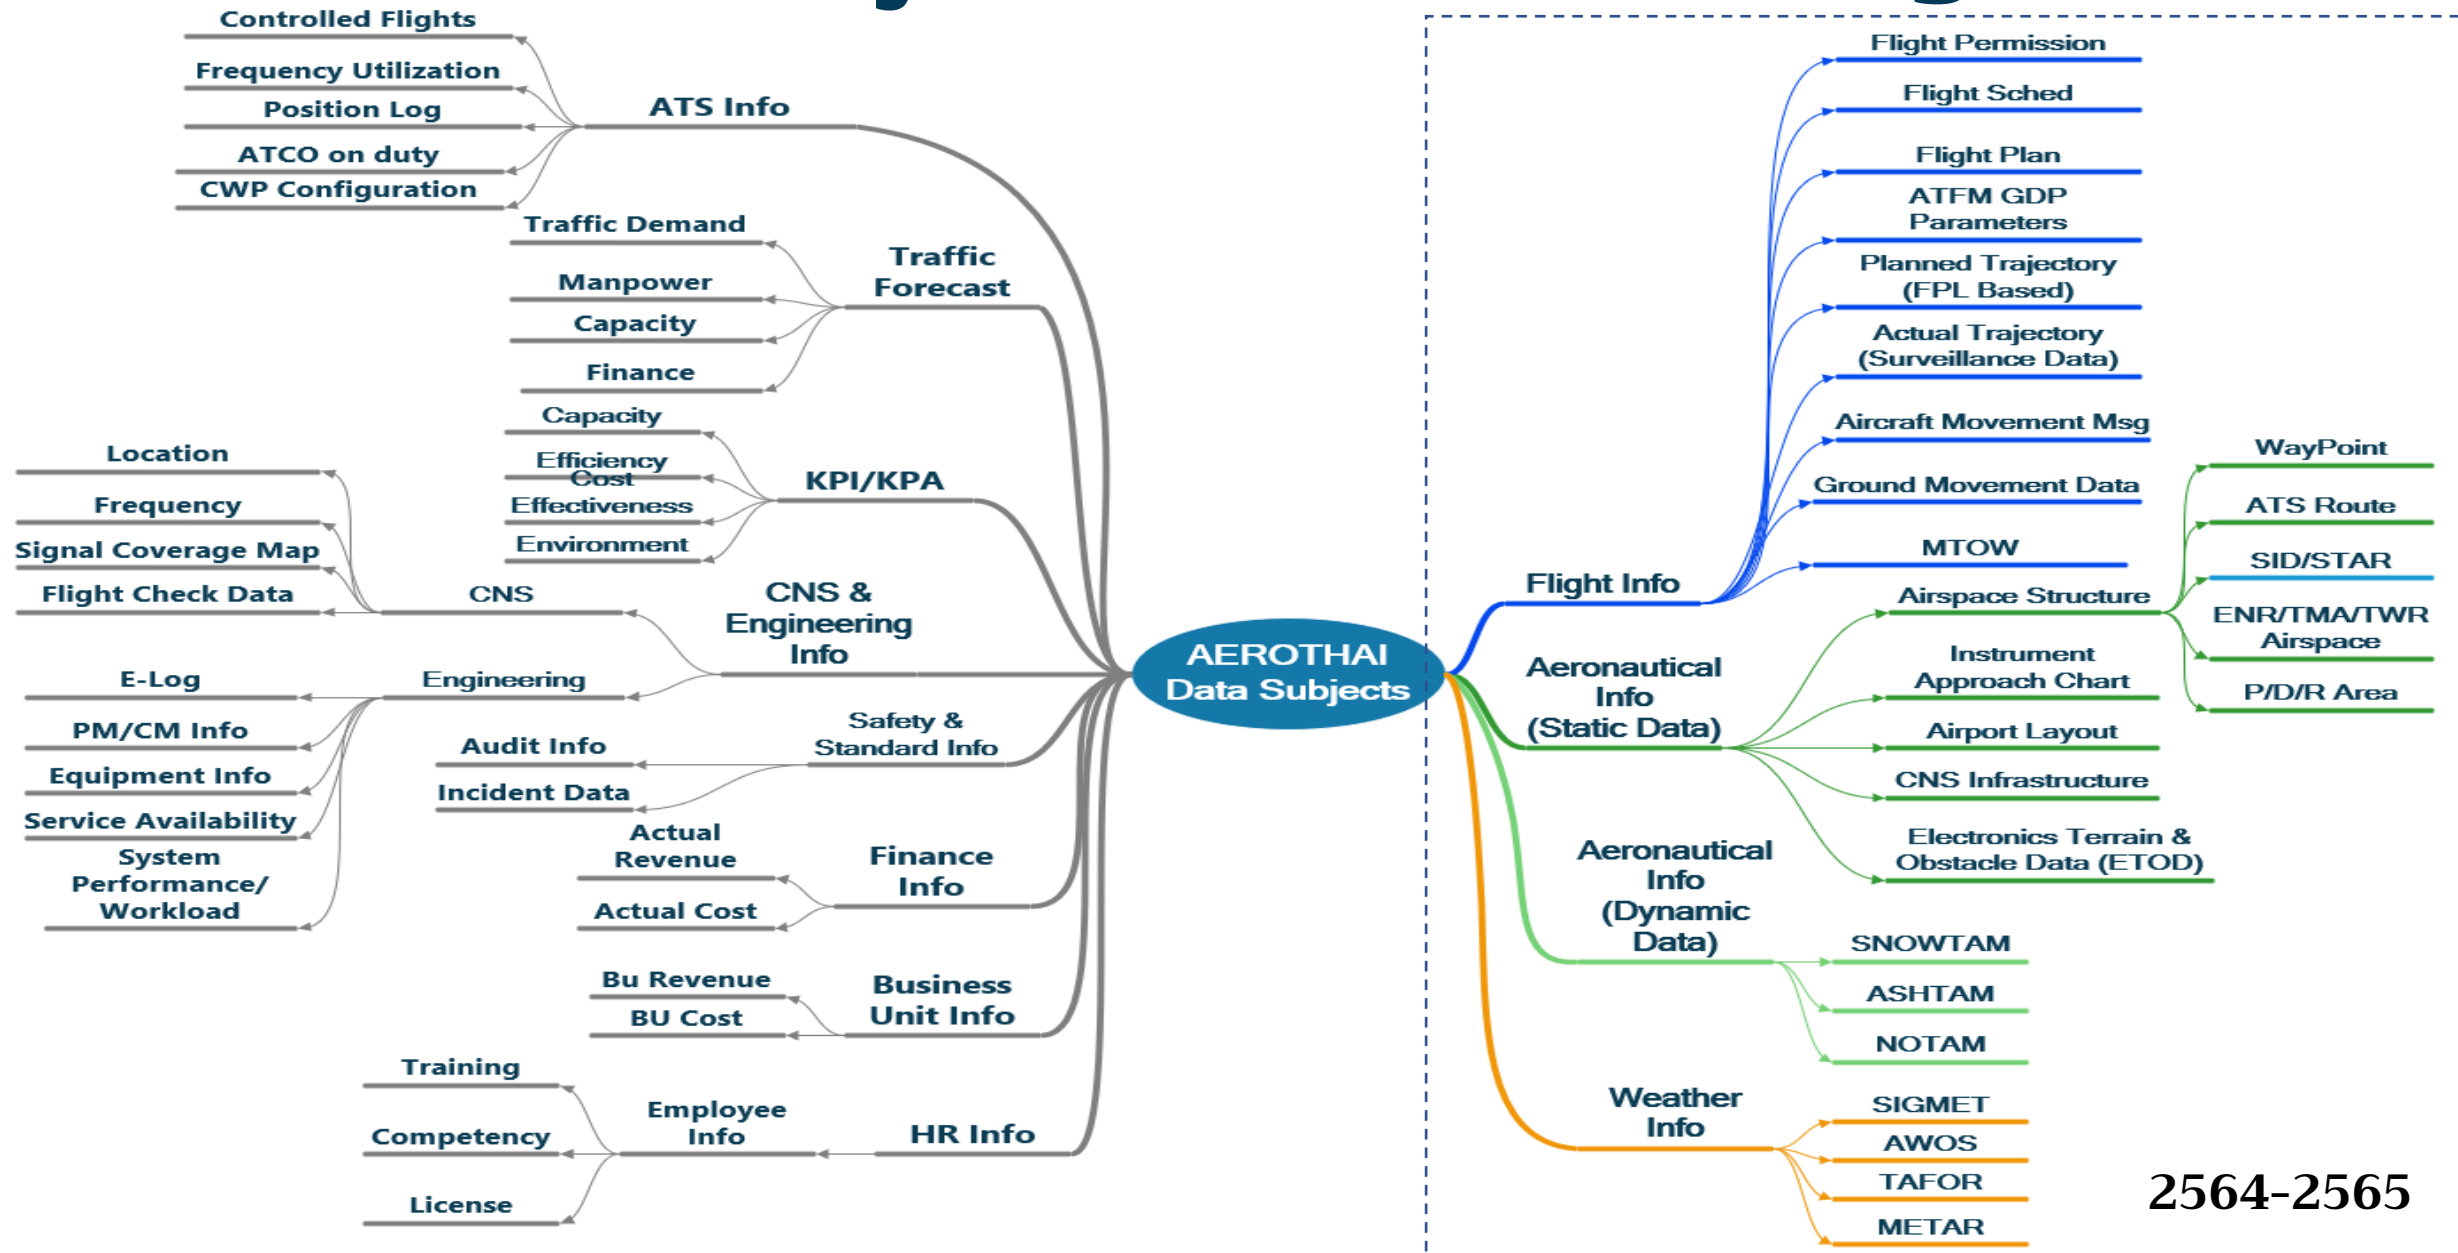 Controlled Flights
Frequency Utilization
Position Log
ATCO on duty
CWP Configuration
ATS Info
Traffic Demand
Manpower
Capacity
Finance
Traffic
Forecast
Capacity
Efficiency
Cost
Effectiveness
Environment
KPI/KPA
Location
Frequency
Signal Coverage Map
Flight Check Data
CNS
CNS &
Engineering
Info
E-Log
PM/CM Info
Equipment Info
Service Availability
System
Performance/
Workload
Engineering
Audit Info
Incident Data
Safety &
Standard Info
Actual
Revenue
Actual Cost
Finance
Info
Bu Revenue
BU Cost
Business
Unit Info
Training
Competency
License
Employee
Info
HR Info
AEROTHAI
Data Subjects
Flight Info
Flight Permission
Flight Sched
Flight Plan
ATFM GDP
Parameters
Planned Trajectory
(FPL Based)
Actual Trajectory
(Surveillance Data)
Aircraft Movement Msg
Ground Movement Data
MTOW
Aeronautical
Info
(Static Data)
Airspace Structure
WayPoint
ATS Route
SID/STAR
ENR/TMA/TWR
Airspace
P/D/R Area
Instrument
Approach Chart
Airport Layout
CNS Infrastructure
Electronics Terrain &
Obstacle Data (ETOD)
Aeronautical
Info
(Dynamic
Data)
SNOWTAM
ASHTAM
NOTAM
Weather
Info
SIGMET
AWOS
TAFOR
METAR
2564-2565